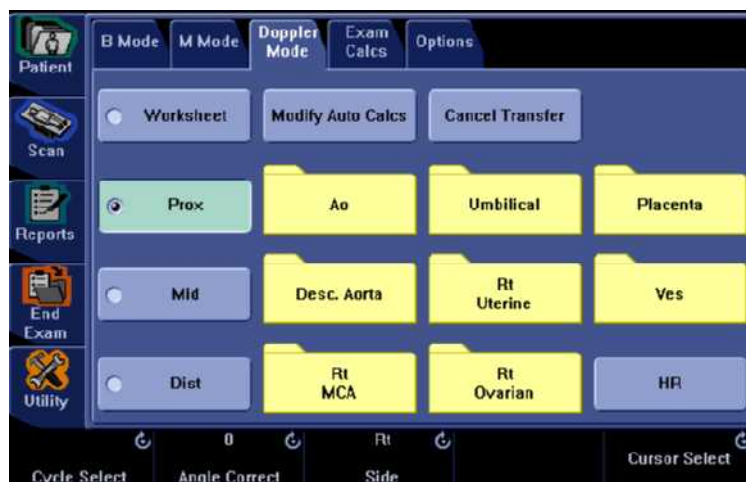 Patient
Scan
Reports
End
Exam
Utility
B Mode
M Mode
Doppler
Mode
Exam
Calcs
Options
Worksheet
Modify Auto Calcs
Cancel Transfer
Prox
Ao
Umbilical
Placenta
Mid
Desc. Aorta
Rt
Uterine
Ves
Dist
Rt
MCA
Rt
Ovarian
HR
Cycle Select
0
Angle Correct
Rt
Side
Cursor Select